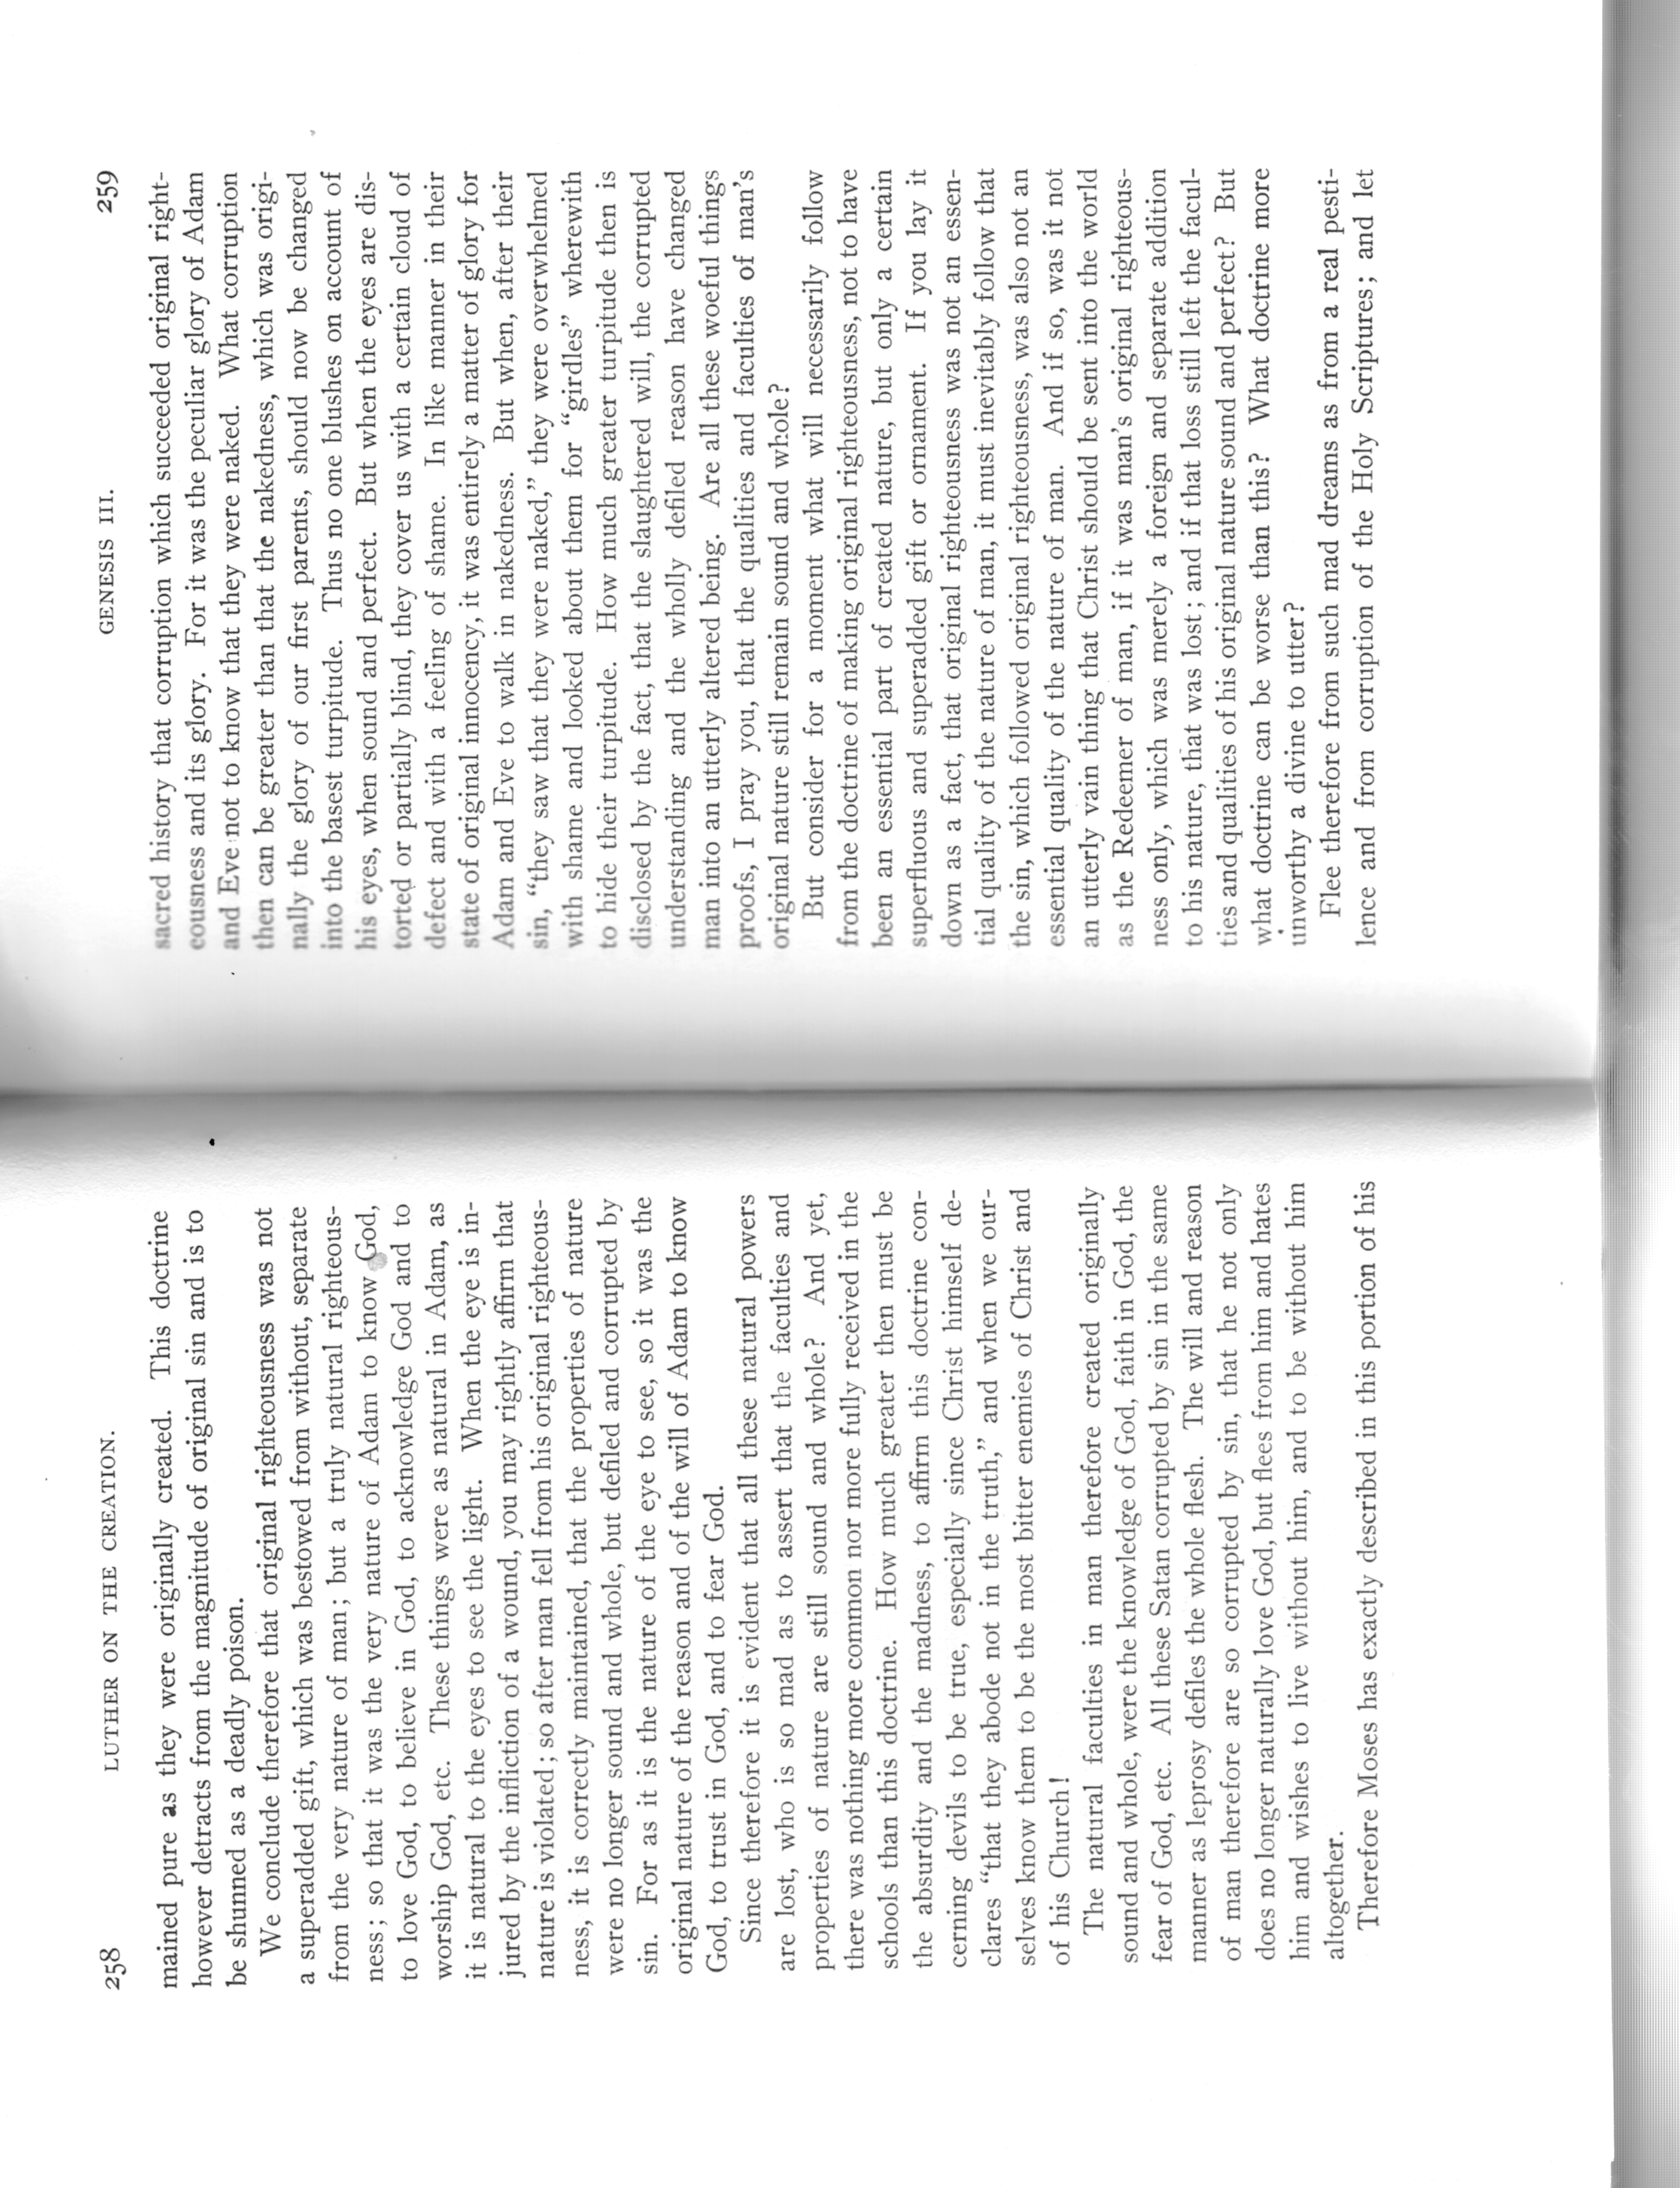 258 LUTHER ON THE CREATION.
mained pure as they were originally created. This doctrine
however detracts from the magnitude of original sin and is to
be shunned as a deadly poison.
We conclude therefore that original righteousness was not
a superadded gift, which was bestowed from without, separate
from the very nature of man; but a truly natural righteous-
ness; so that it was the very nature of Adam to know God,
to love God, to believe in God, to acknowledge God and to
worship God, etc. These things were as natural in Adam, as
it is natural to the eyes to see the light. When the eye is in-
jured by the infliction of a wound, you may rightly affirm that
nature is violated; so after man fell from his original righteous-
ness, it is correctly maintained, that the properties of nature
were no longer sound and whole, but defiled and corrupted by
sin. For as it is the nature of the eye to see, so it was the
original nature of the reason and of the will of Adam to know
God, to trust in God, and to fear God.
Since therefore it is evident that all these natural powers
are lost, who is so mad as to assert that the faculties and
properties of nature are still sound and whole? And yet,
there was nothing more common nor more fully received in the
schools than this doctrine. How much greater then must be
the absurdity and the madness, to affirm this doctrine con-
cerning devils to be true, especially since Christ himself de-
clares “that they abode not in the truth,” and when we our-
selves know them to be the most bitter enemies of Christ and
of his Church!
The natural faculties in man therefore created originally
sound and whole, were the knowledge of God, faith in God, the
fear of God, etc. All these Satan corrupted by sin in the same
manner as leprosy defiles the whole flesh. The will and reason
of man therefore are so corrupted by sin, that he not only
does no longer naturally love God, but flees from him and hates
him and wishes to live without him, and to be without him
altogether.
Therefore Moses has exactly described in this portion of his
GENESIS III. 259
sacred history that corruption which succeeded original right-
eousness and its glory. For it was the peculiar glory of Adam
and Eve not to know that they were naked. What corruption
then can be greater than that the nakedness, which was origi-
nally the glory of our first parents, should now be changed
into the basest turpitude. Thus no one blushes on account of
his eyes, when sound and perfect. But when the eyes are dis-
torted or partially blind, they cover us with a certain cloud of
defect and with a feeling of shame. In like manner in their
state of original innocency, it was entirely a matter of glory for
Adam and Eve to walk in nakedness. But when, after their
sin, “they saw that they were naked,” they were overwhelmed
with shame and looked about them for “girdles” wherewith
to hide their turpitude. How much greater turpitude then is
disclosed by the fact, that the slaughtered will, the corrupted
understanding and the wholly defiled reason have changed
man into an utterly altered being. Are all these woeful things
proofs, I pray you, that the qualities and faculties of man's
original nature still remain sound and whole?
But consider for a moment what will necessarily follow
from the doctrine of making original righteousness, not to have
been an essential part of created nature, but only a certain
superfluous and superadded gift or ornament. If you lay it
down as a fact, that original righteousness was not an essen-
tial quality of the nature of man, it must inevitably follow that
the sin, which followed original righteousness, was also not an
essential quality of the nature of man. And if so, was it not
an utterly vain thing that Christ should be sent into the world
as the Redeemer of man, if it was man's original righteous-
ness only, which was merely a foreign and separate addition
to his nature, that was lost; and if that loss still left the facul-
ties and qualities of his original nature sound and perfect? But
what doctrine can be worse than this? What doctrine more
unworthy a divine to utter?
Flee therefore from such mad dreams as from a real pesti-
lence and from corruption of the Holy Scriptures; and let